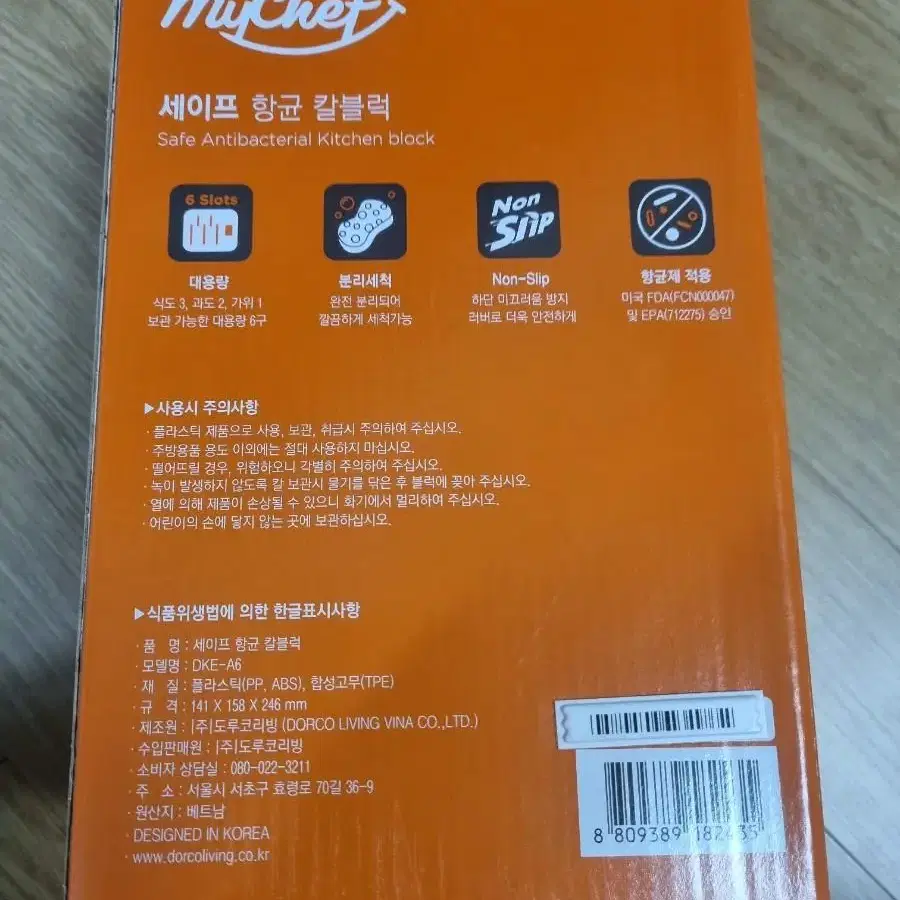 MyChef
세이프 항균 칼블럭
Safe Antibacterial Kitchen block
6 Slots
대용량
식도 3, 과도 2, 가위 1
보관 가능한 대용량 6구
분리세척
완전 분리되어
깔끔하게 세척가능
Non
Slip
Non-Slip
하단 미끄러움 방지
러버로 더욱 안전하게
항균제 적용
미국 FDA(FCN000047)
및 EPA(712275) 승인
▶사용시 주의사항
· 플라스틱 제품으로 사용, 보관, 취급시 주의하여 주십시오.
· 주방용품 용도 이외에는 절대 사용하지 마십시오.
· 떨어뜨릴 경우, 위험하오니 각별히 주의하여 주십시오.
· 녹이 발생하지 않도록 칼 보관시 물기를 닦은 후 블럭에 꽂아 주십시오.
· 열에 의해 제품이 손상될 수 있으니 화기에서 멀리하여 주십시오.
· 어린이의 손에 닿지 않는 곳에 보관하십시오.
▶식품위생법에 의한 한글표시사항
· 품 명 : 세이프 항균 칼블럭
· 모델명 : DKE-A6
· 재 질 : 플라스틱(PP, ABS), 합성고무(TPE)
· 규 격 : 141 X 158 X 246 mm
· 제조원 : (주)도루코리빙 (DORCO LIVING VINA CO.,LTD.)
· 수입판매원 : (주)도루코리빙
· 소비자 상담실 : 080-022-3211
· 주 소 : 서울시 서초구 효령로 70길 36-9
· 원산지 : 베트남
· DESIGNED IN KOREA
· www.dorcoliving.co.kr
8 809389 182435